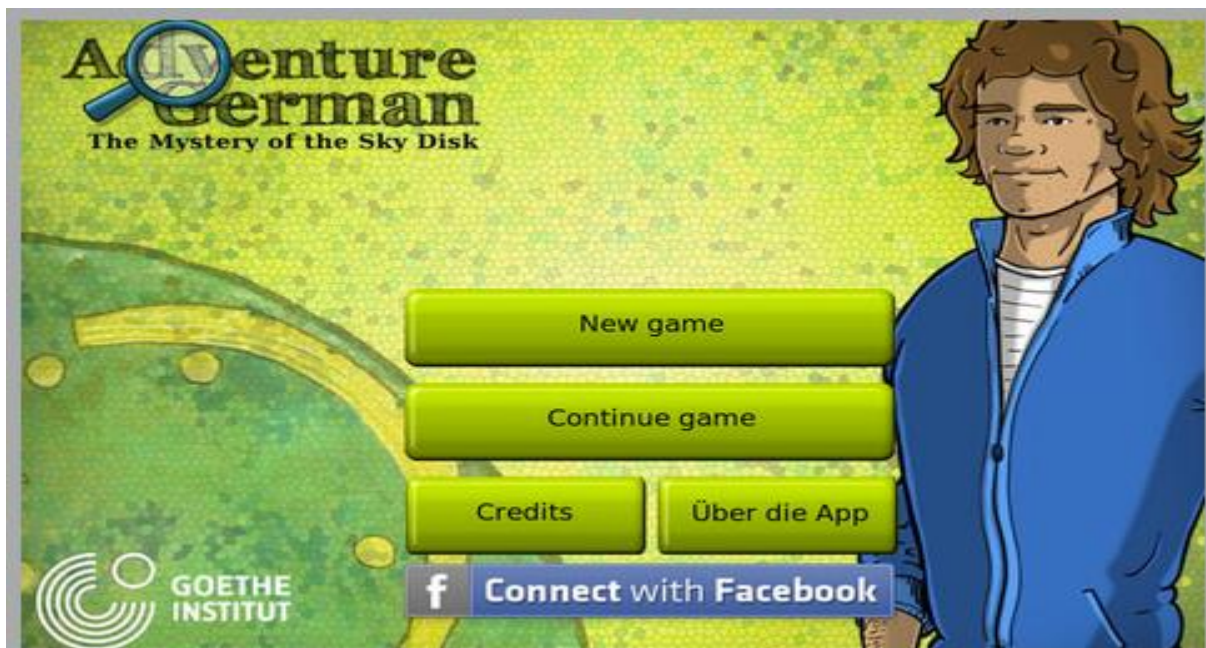 Adventure
German
The Mystery of the Sky Disk
New game
Continue game
Credits
Über die App
GOETHE
INSTITUT
f Connect with Facebook